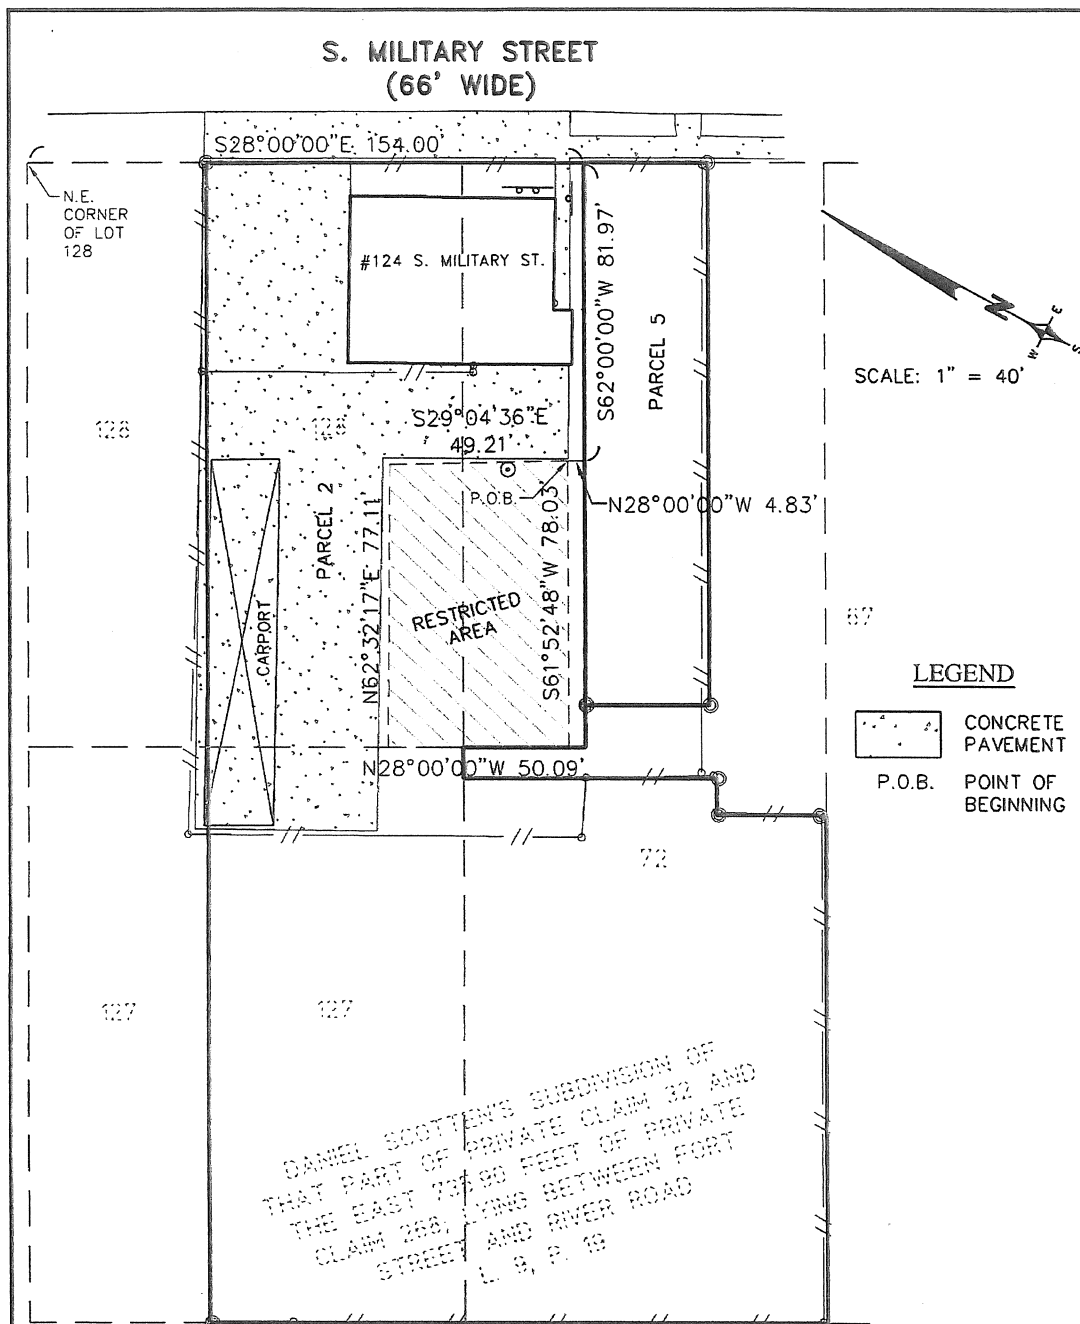 S. MILITARY STREET
(66' WIDE)
S28°00'00"E 154.00'
N.E.
CORNER
OF LOT
128
#124 S. MILITARY ST.
S62°00'00"W 81.97'
PARCEL 5
N
E
W
S
SCALE: 1" = 40'
128
128
S29°04'36"E
49.21'
P.O.B.
N28°00'00"W 4.83'
PARCEL 2
N62°32'17"E 77.11'
S61°52'48"W 78.03'
RESTRICTED
AREA
CARPORT
67
LEGEND
CONCRETE
PAVEMENT
P.O.B. POINT OF
BEGINNING
N28°00'00"W 50.09'
72
127
127
DANIEL SCOTTEN'S SUBDIVISION OF
THAT PART OF PRIVATE CLAIM 32 AND
THE EAST FEET OF PRIVATE
CLAIM 268, LYING BETWEEN FORT
STREET AND RIVER ROAD
L. 9, P. 19